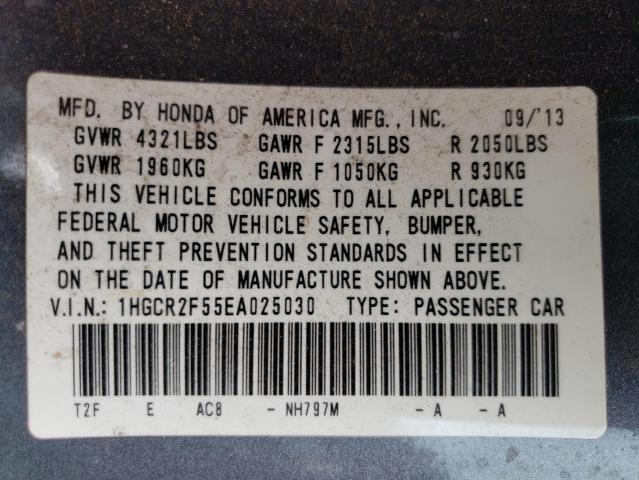 MFD. BY HONDA OF AMERICA MFG., INC. 09/'13
GVWR 4321LBS GAWR F 2315LBS R 2050LBS
GVWR 1960KG GAWR F 1050KG R 930KG
THIS VEHICLE CONFORMS TO ALL APPLICABLE
FEDERAL MOTOR VEHICLE SAFETY, BUMPER,
AND THEFT PREVENTION STANDARDS IN EFFECT
ON THE DATE OF MANUFACTURE SHOWN ABOVE.
V.I.N.: 1HGCR2F55EA025030 TYPE: PASSENGER CAR
T2F E AC8 - NH797M - A - A